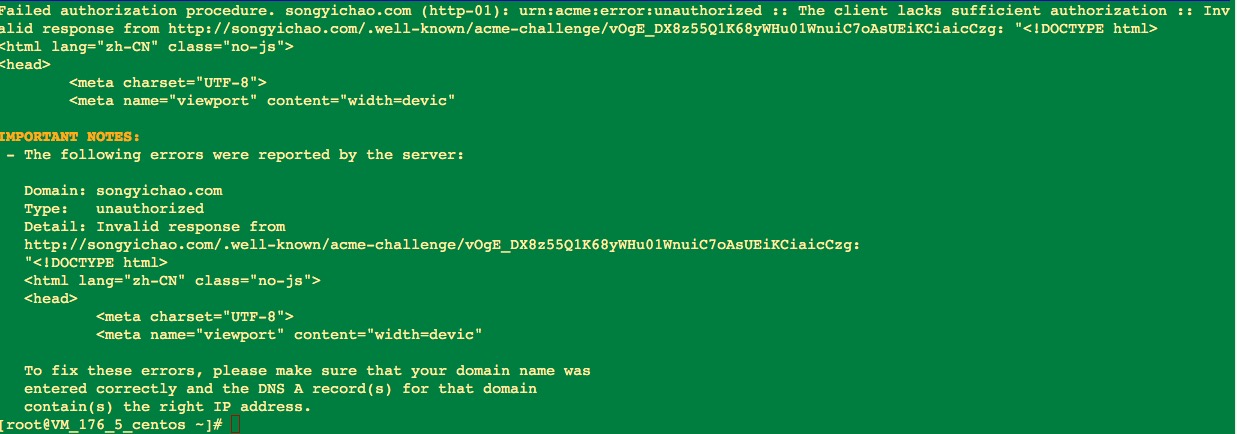 Failed authorization procedure. songyichao.com (http-01): urn:acme:error:unauthorized :: The client lacks sufficient authorization :: Inv
alid response from http://songyichao.com/.well-known/acme-challenge/vOgE_DX8z55Q1K68yWHu01WnuiC7oAsUEiKCiaicCzg: "<!DOCTYPE html>
<html lang="zh-CN" class="no-js">
<head>
<meta charset="UTF-8">
<meta name="viewport" content="width=devic"
IMPORTANT NOTES:
- The following errors were reported by the server:
Domain: songyichao.com
Type: unauthorized
Detail: Invalid response from
http://songyichao.com/.well-known/acme-challenge/vOgE_DX8z55Q1K68yWHu01WnuiC7oAsUEiKCiaicCzg:
"<!DOCTYPE html>
<html lang="zh-CN" class="no-js">
<head>
<meta charset="UTF-8">
<meta name="viewport" content="width=devic"
To fix these errors, please make sure that your domain name was
entered correctly and the DNS A record(s) for that domain
contain(s) the right IP address.
[root@VM_176_5_centos ~]#